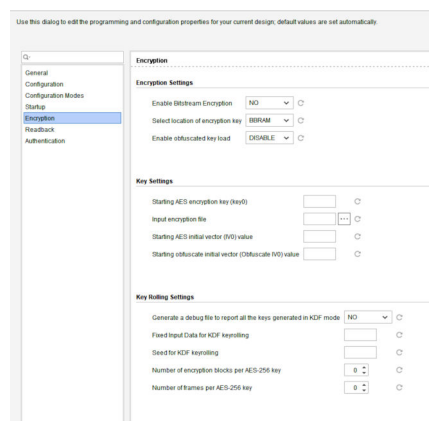 Use this dialog to edit the programming and configuration properties for your current design; default values are set automatically.
General
Configuration
Configuration Modes
Startup
Encryption
Readback
Authentication
Encryption
Encryption Settings
Enable Bitstream Encryption NO
Select location of encryption key BBRAM
Enable obfuscated key load DISABLE
Key Settings
Starting AES encryption key (key0)
Input encryption file ...
Starting AES initial vector (IV0) value
Starting obfuscate initial vector (Obfuscate IV0) value
Key Rolling Settings
Generate a debug file to report all the keys generated in KDF mode NO
Fixed Input Data for KDF keyrolling
Seed for KDF keyrolling
Number of encryption blocks per AES-256 key 0
Number of frames per AES-256 key 0